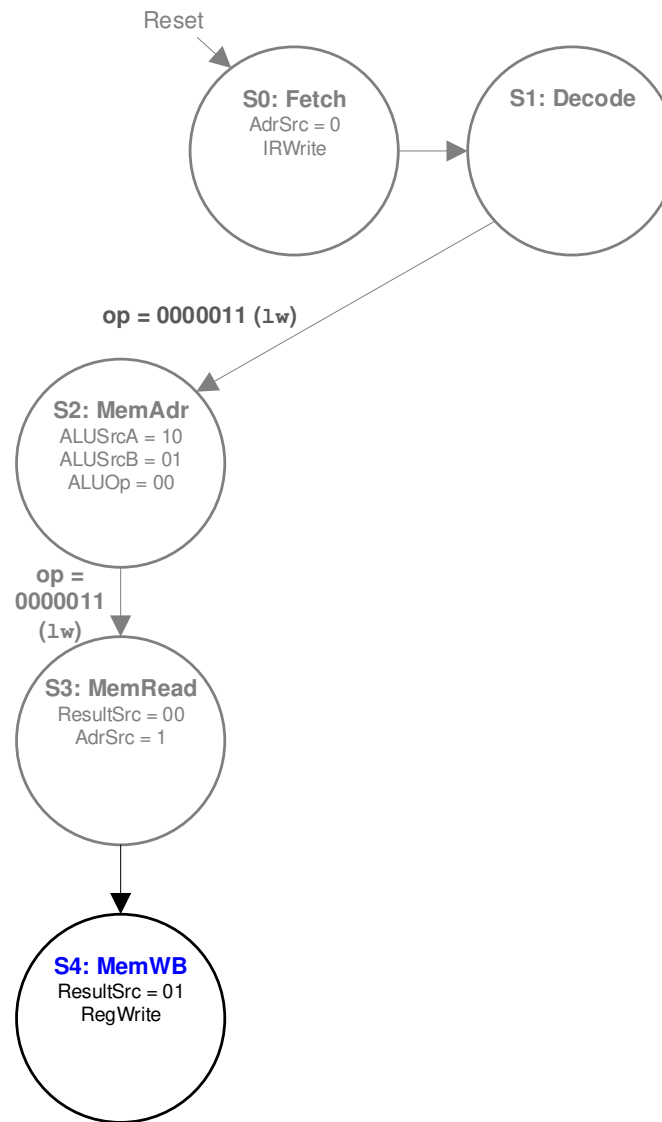 Reset
S0: Fetch
AdrSrc = 0
IRWrite
S1: Decode
op = 0000011 (lw)
S2: MemAdr
ALUSrcA = 10
ALUSrcB = 01
ALUOp = 00
op =
0000011
(lw)
S3: MemRead
ResultSrc = 00
AdrSrc = 1
S4: MemWB
ResultSrc = 01
RegWrite